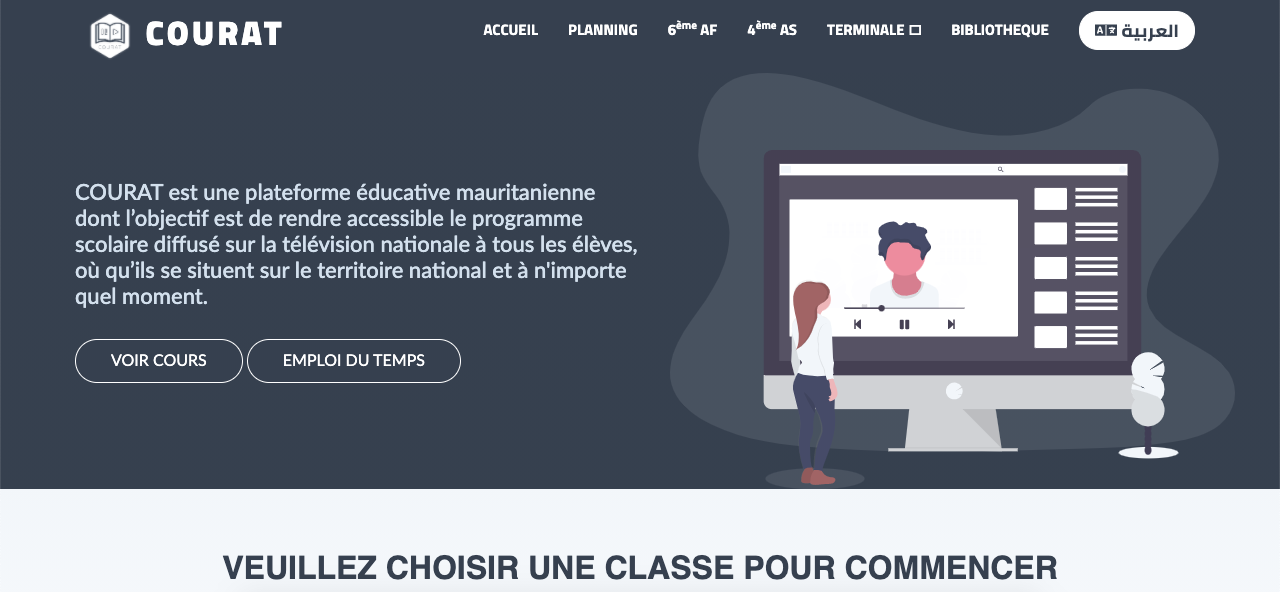 COURAT
ACCUEIL
PLANNING
6ème AF
4ème AS
TERMINALE
BIBLIOTHEQUE
العربية
COURAT est une plateforme éducative mauritanienne
dont l’objectif est de rendre accessible le programme
scolaire diffusé sur la télévision nationale à tous les élèves,
où qu’ils se situent sur le territoire national et à n'importe
quel moment.
VOIR COURS
EMPLOI DU TEMPS
VEUILLEZ CHOISIR UNE CLASSE POUR COMMENCER